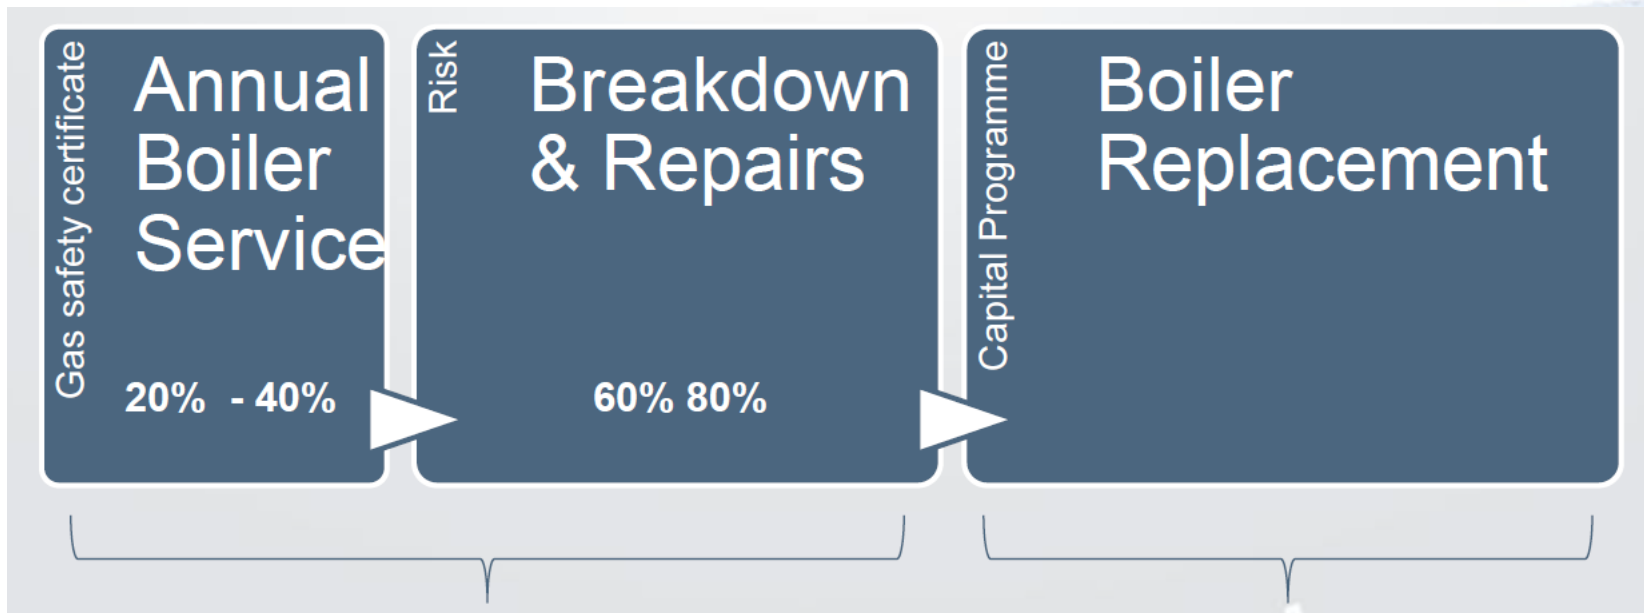 Gas safety certificate
Annual
Boiler
Service
20%  - 40%
Risk
Breakdown
& Repairs
60% 80%
Capital Programme
Boiler
Replacement